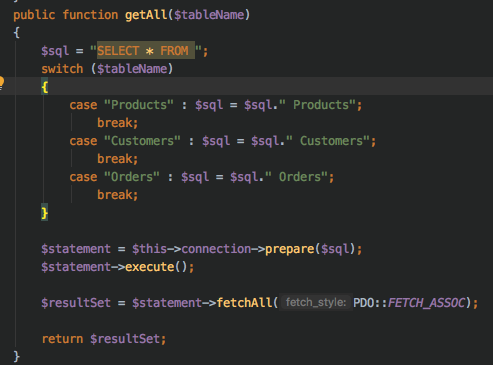 public function getAll($tableName)
{
    $sql = "SELECT * FROM ";
    switch ($tableName)
    {
        case "Products" : $sql = $sql." Products";
            break;
        case "Customers" : $sql = $sql." Customers";
            break;
        case "Orders" : $sql = $sql." Orders";
            break;
    }

    $statement = $this->connection->prepare($sql);
    $statement->execute();

    $resultSet = $statement->fetchAll( fetch_style: PDO::FETCH_ASSOC);

    return $resultSet;
}